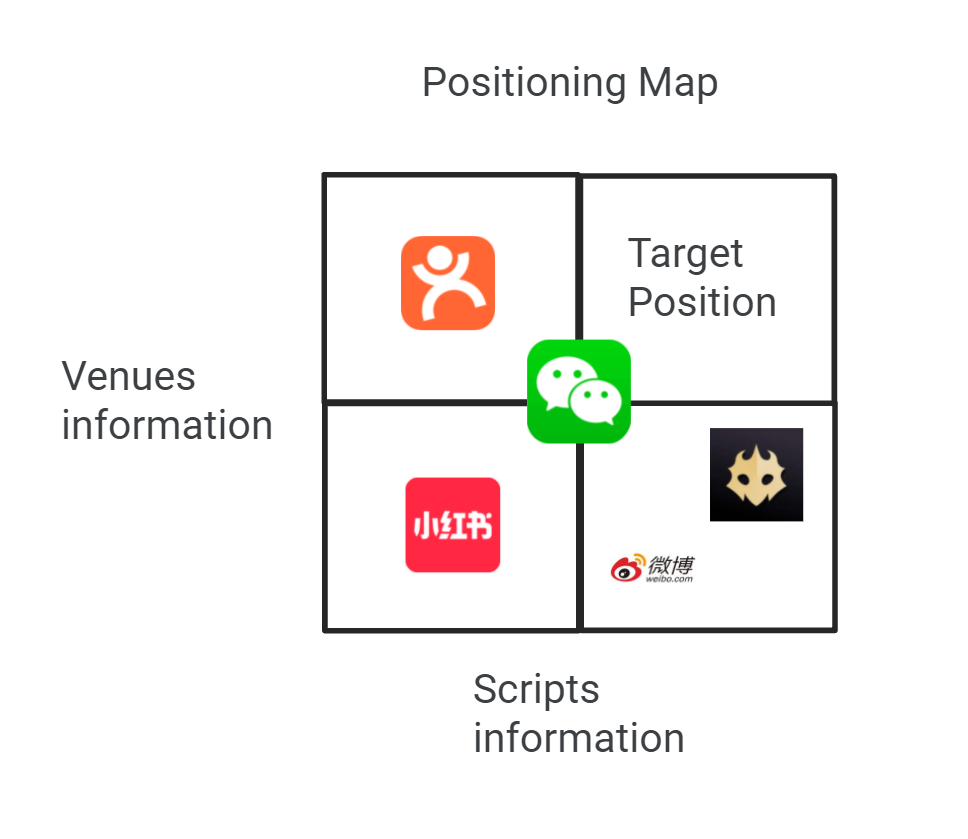 Positioning Map
Target
Position
Venues
information
小红书
微博
weibo.com
Scripts
information